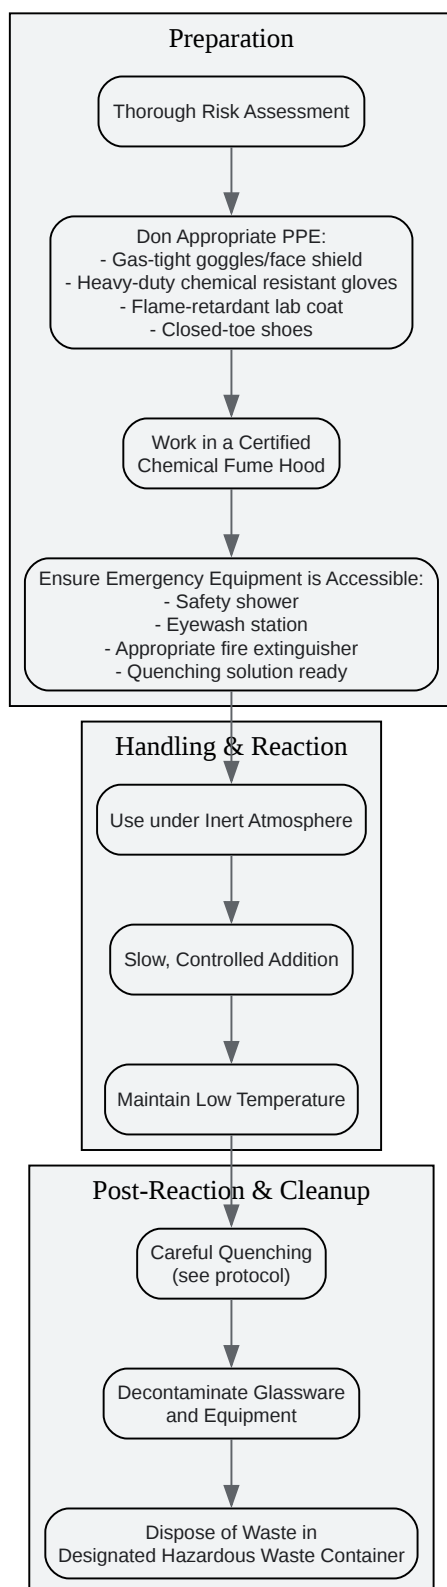 Preparation
Thorough Risk Assessment
Don Appropriate PPE:
- Gas-tight goggles/face shield
- Heavy-duty chemical resistant gloves
- Flame-retardant lab coat
- Closed-toe shoes
Work in a Certified
Chemical Fume Hood
Ensure Emergency Equipment is Accessible:
- Safety shower
- Eyewash station
- Appropriate fire extinguisher
- Quenching solution ready
Handling & Reaction
Use under Inert Atmosphere
Slow, Controlled Addition
Maintain Low Temperature
Post-Reaction & Cleanup
Careful Quenching
(see protocol)
Decontaminate Glassware
and Equipment
Dispose of Waste in
Designated Hazardous Waste Container